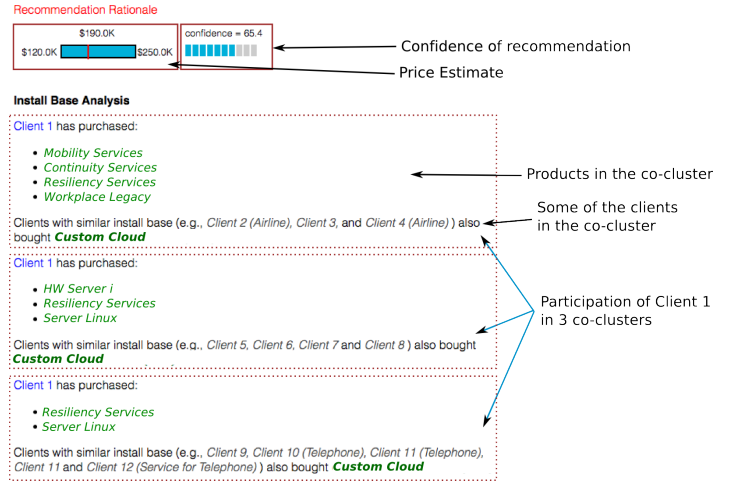 Recommendation Rationale
$190.0K
$120.0K
$250.0K
confidence = 65.4
Confidence of recommendation
Price Estimate
Install Base Analysis
Client 1 has purchased:
• Mobility Services
• Continuity Services
• Resiliency Services
• Workplace Legacy
Clients with similar install base (e.g., Client 2 (Airline), Client 3, and Client 4 (Airline) ) also
bought Custom Cloud
Products in the co-cluster
Some of the clients
in the co-cluster
Client 1 has purchased:
• HW Server i
• Resiliency Services
• Server Linux
Clients with similar install base (e.g., Client 5, Client 6, Client 7 and Client 8 ) also bought
Custom Cloud
Participation of Client 1
in 3 co-clusters
Client 1 has purchased:
• Resiliency Services
• Server Linux
Clients with similar install base (e.g., Client 9, Client 10 (Telephone), Client 11 (Telephone),
Client 11 and Client 12 (Service for Telephone) ) also bought Custom Cloud